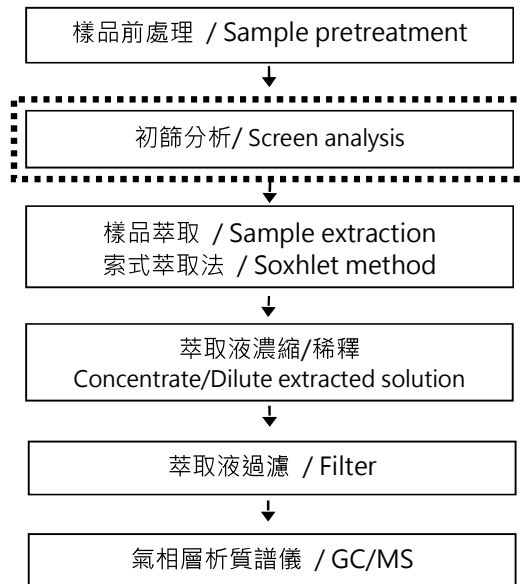 樣品前處理 / Sample pretreatment
初篩分析/ Screen analysis
樣品萃取 / Sample extraction
索式萃取法 / Soxhlet method
萃取液濃縮/稀釋
Concentrate/Dilute extracted solution
萃取液過濾 / Filter
氣相層析質譜儀 / GC/MS